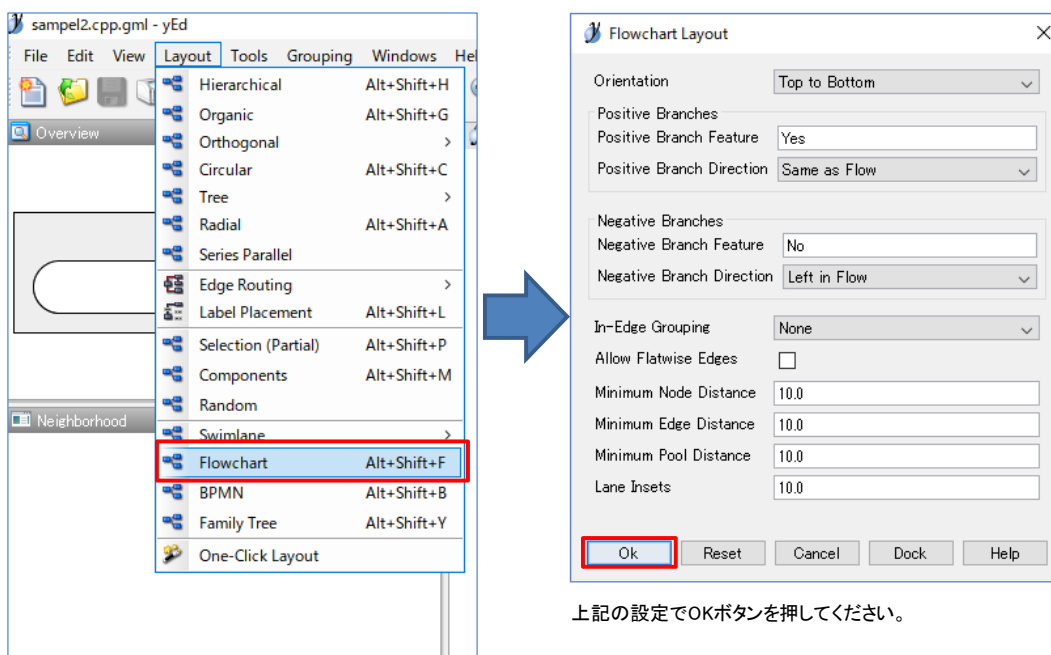 sampel2.cpp.gml - yEd
File Edit View Layout Tools Grouping Windows Hel
Overview
Neighborhood
Hierarchical Alt+Shift+H
Organic Alt+Shift+G
Orthogonal >
Circular Alt+Shift+C
Tree >
Radial Alt+Shift+A
Series Parallel
Edge Routing >
Label Placement Alt+Shift+L
Selection (Partial) Alt+Shift+P
Components Alt+Shift+M
Random
Swimlane >
Flowchart Alt+Shift+F
BPMN Alt+Shift+B
Family Tree Alt+Shift+Y
One-Click Layout
Flowchart Layout
Orientation Top to Bottom
Positive Branches
Positive Branch Feature Yes
Positive Branch Direction Same as Flow
Negative Branches
Negative Branch Feature No
Negative Branch Direction Left in Flow
In-Edge Grouping None
Allow Flatwise Edges
Minimum Node Distance 10.0
Minimum Edge Distance 10.0
Minimum Pool Distance 10.0
Lane Insets 10.0
Ok Reset Cancel Dock Help
上記の設定でOKボタンを押してください。